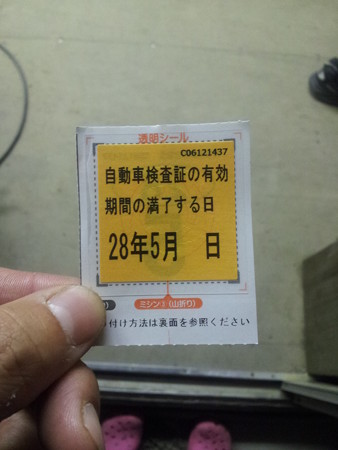 透明シール
C06121437
自動車検査証の有効
期間の満了する日
28年5月　日
ミシン③（山折り）
付け方法は裏面を参照ください